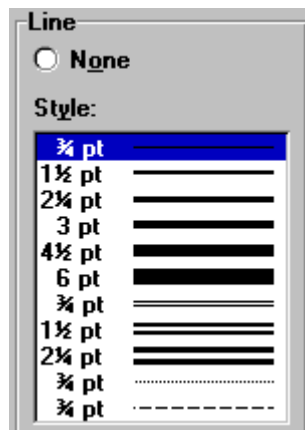 Line
None
Style:
¾ pt
1½ pt
2¼ pt
3 pt
4½ pt
6 pt
¾ pt
1½ pt
2¼ pt
¾ pt
¾ pt